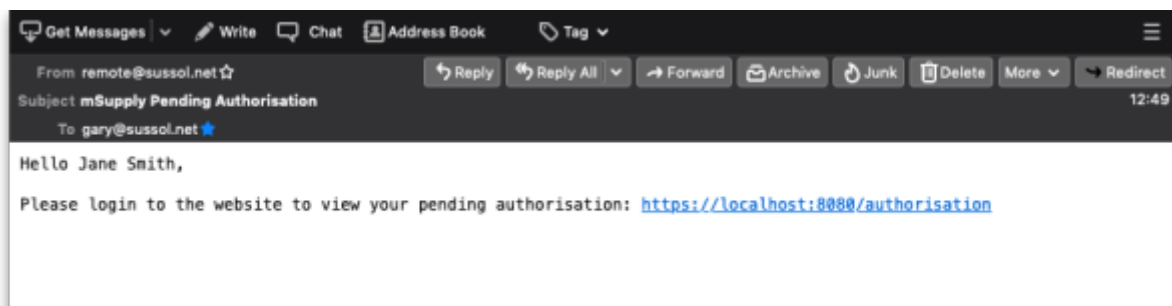 Get Messages Write Chat Address Book Tag
From remote@sussol.net Reply Reply All Forward Archive Junk Delete More Redirect
Subject mSupply Pending Authorisation 12:49
To gary@sussol.net
Hello Jane Smith,
Please login to the website to view your pending authorisation: https://localhost:8080/authorisation